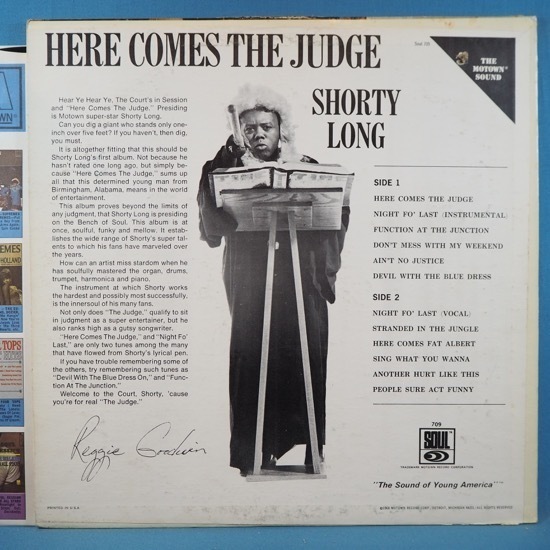 HERE COMES THE JUDGE
THE
MOTOWN
SOUND
SHORTY
LONG
Hear Ye Hear Ye, The Court's in Session
and "Here Comes The Judge." Presiding
is Motown super-star Shorty Long.
Can you dig a giant who stands only one-
inch over five feet? If you haven't, then dig,
you must.
It is altogether fitting that this should be
Shorty Long's first album. Not because he
hasn't rated one long ago, but simply be-
cause "Here Comes The Judge," sums up
all that this determined young man from
Birmingham, Alabama, means in the world
of entertainment.
This album proves beyond the limits of
any judgment, that Shorty Long is presiding
on the Bench of Soul. This album is at
once, soulful, funky and mellow. It estab-
lishes the wide range of Shorty's super tal-
ents to which his fans have marveled over
the years.
How can an artist miss stardom when he
has soulfully mastered the organ, drums,
trumpet, harmonica and piano.
The instrument at which Shorty works
the hardest and possibly most successfully,
is the innersoul of his many fans.
Not only does "The Judge," qualify to sit
in judgment as a super entertainer, but he
also ranks high as a gutsy songwriter.
"Here Comes The Judge," and "Night Fo'
Last," are only two tunes among the many
that have flowed from Shorty's lyrical pen.
If you have trouble remembering some of
the others, try remembering such tunes as
"Devil With The Blue Dress On," and "Func-
tion At The Junction."
Welcome to the Court, Shorty, 'cause
you're for real "The Judge."
Reggie Goodwin
PRINTED IN U.S.A.
SIDE 1
HERE COMES THE JUDGE
NIGHT FO' LAST (INSTRUMENTAL)
FUNCTION AT THE JUNCTION
DON'T MESS WITH MY WEEKEND
AIN'T NO JUSTICE
DEVIL WITH THE BLUE DRESS
SIDE 2
NIGHT FO' LAST (VOCAL)
STRANDED IN THE JUNGLE
HERE COMES FAT ALBERT
SING WHAT YOU WANNA
ANOTHER HURT LIKE THIS
PEOPLE SURE ACT FUNNY
709
SOUL
TRADEMARK MOTOWN RECORD CORPORATION
"The Sound of Young America"
EMES
HOLLAND
TOPS